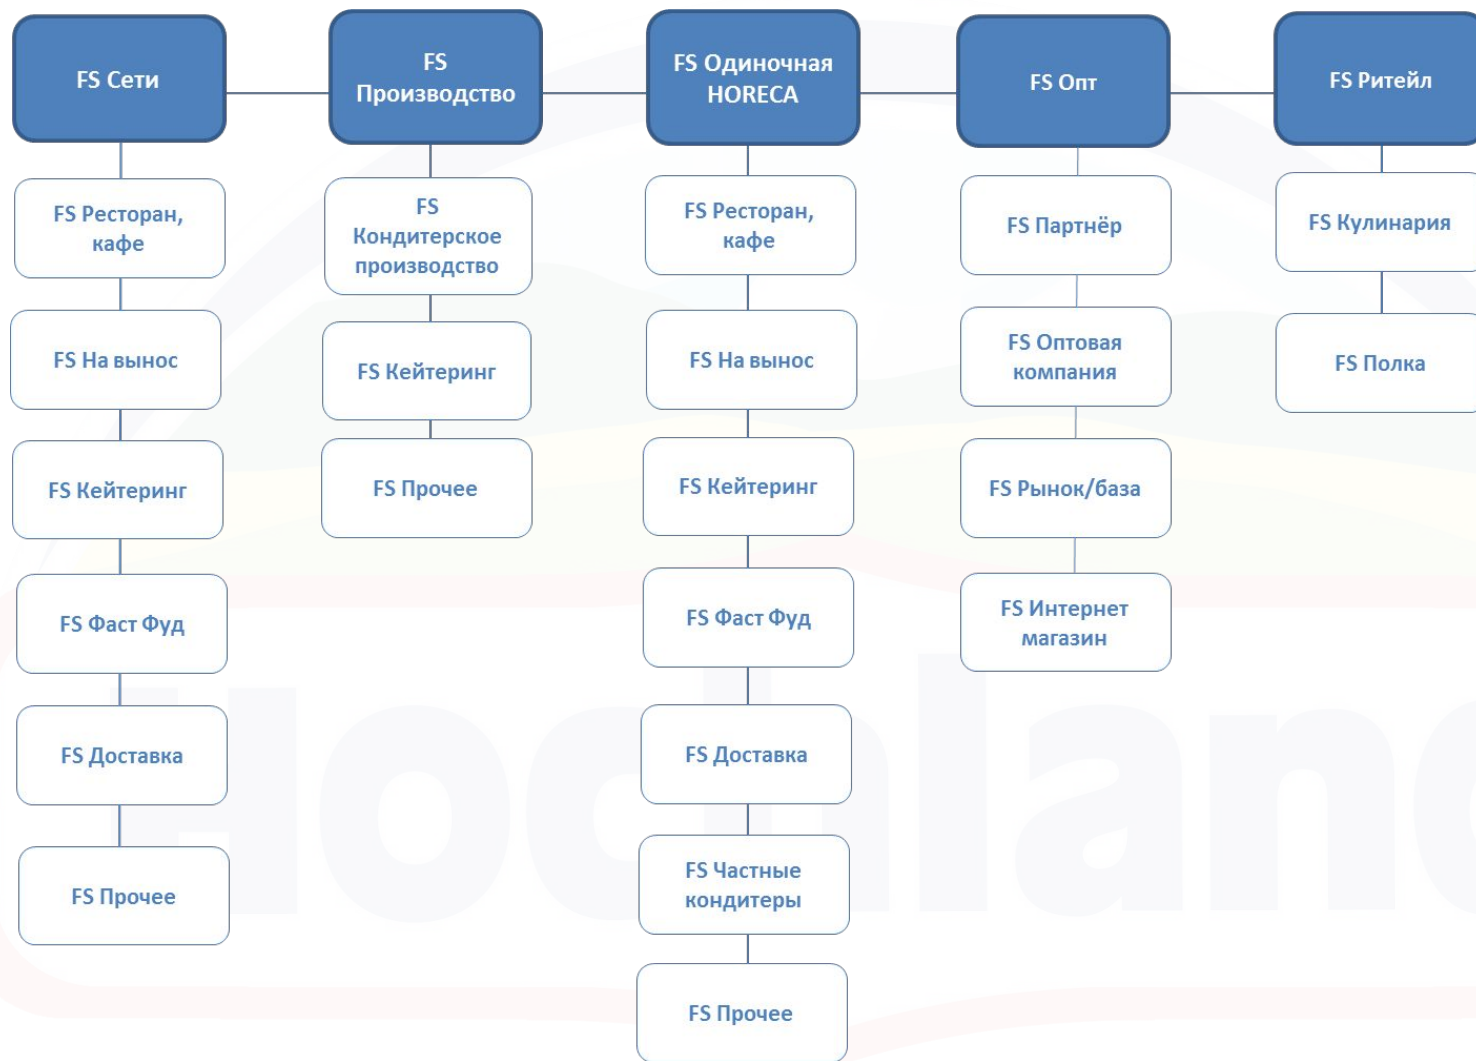 FS Сети
FS
Производство
FS Одиночная
HORECA
FS Опт
FS Ритейл
FS Ресторан,
кафе
FS На вынос
FS Кейтеринг
FS Фаст Фуд
FS Доставка
FS Прочее
FS
Кондитерское
производство
FS Кейтеринг
FS Прочее
FS Ресторан,
кафе
FS На вынос
FS Кейтеринг
FS Фаст Фуд
FS Доставка
FS Частные
кондитеры
FS Прочее
FS Партнёр
FS Оптовая
компания
FS Рынок/база
FS Интернет
магазин
FS Кулинария
FS Полка
Hochland